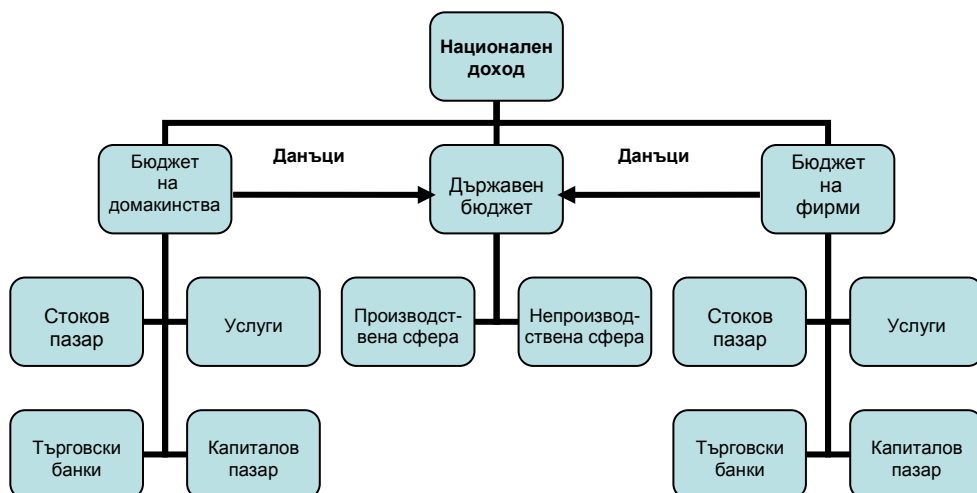 Национален
доход
Данъци
Данъци
Бюджет
на
домакинства
Държавен
бюджет
Бюджет
на
фирми
Стоков
пазар
Услуги
Производст-
вена сфера
Непроизвод-
ствена сфера
Стоков
пазар
Услуги
Търговски
банки
Капиталов
пазар
Търговски
банки
Капиталов
пазар